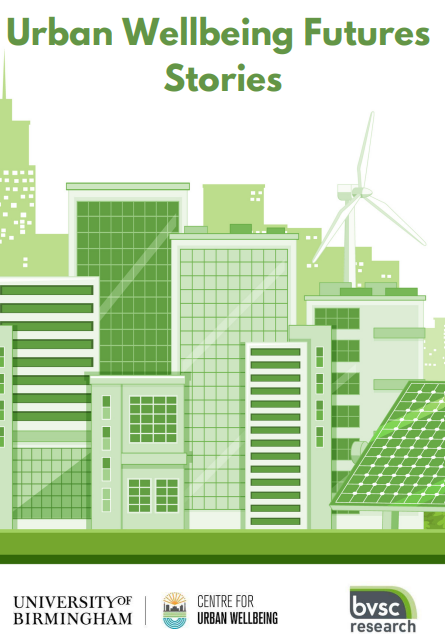 Urban Wellbeing Futures
Stories
UNIVERSITY OF
BIRMINGHAM
CENTRE FOR
URBAN WELLBEING
bvsc
research